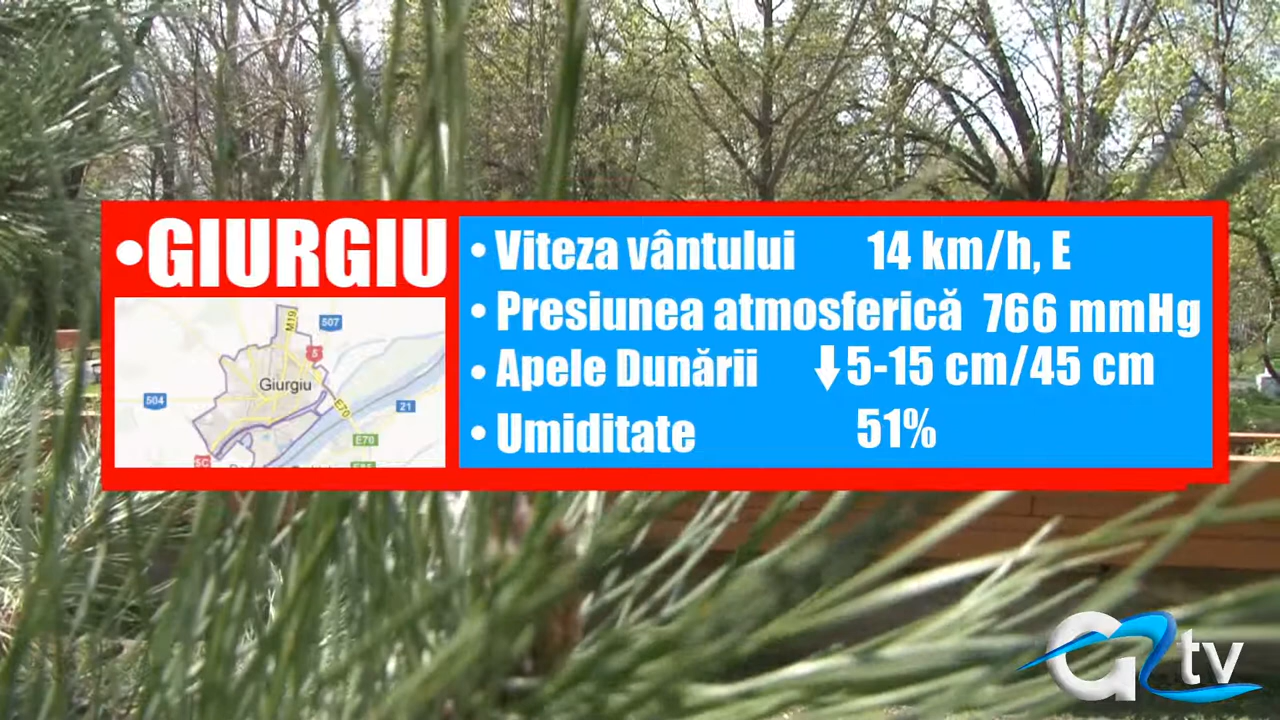 •GIURGIU
• Viteza vântului 14 km/h, E
• Presiunea atmosferică 766 mmHg
• Apele Dunării ↓5-15 cm/45 cm
• Umiditate 51%
M19
507
5
Giurgiu
504
E70
21
E70
5C
tv